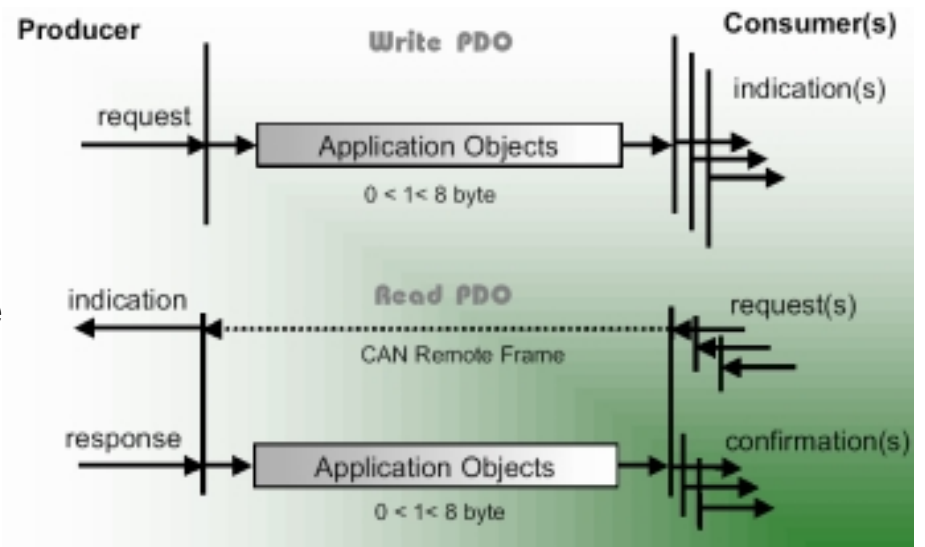 Producer
Write PDO
Consumer(s)
request
indication(s)
Application Objects
0 < 1< 8 byte
indication
Read PDO
request(s)
CAN Remote Frame
response
confirmation(s)
Application Objects
0 < 1< 8 byte